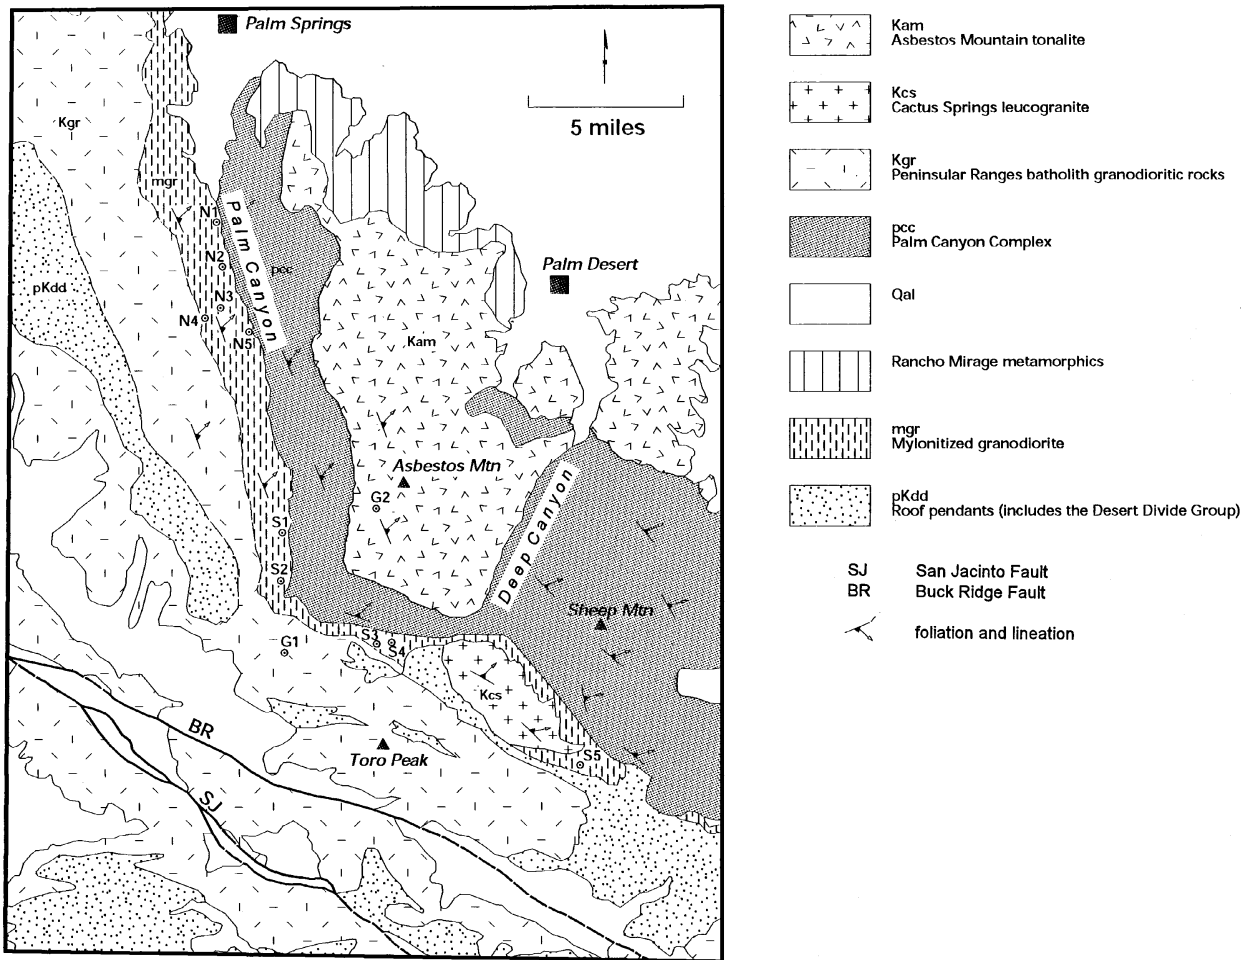 Palm Springs
5 miles
Kgr
mgr
N1
Palm Canyon
N2
pcc
Palm Desert
pKdd
N3
N4
N5
Kam
Asbestos Mtn
G2
S1
Deep Canyon
S2
Sheep Mtn
S3
S4
G1
Kcs
BR
Toro Peak
S5
SJ
Kam
Asbestos Mountain tonalite
Kcs
Cactus Springs leucogranite
Kgr
Peninsular Ranges batholith granodioritic rocks
pcc
Palm Canyon Complex
Qal
Rancho Mirage metamorphics
mgr
Mylonitized granodiorite
pKdd
Roof pendants (includes the Desert Divide Group)
SJ San Jacinto Fault
BR Buck Ridge Fault
foliation and lineation